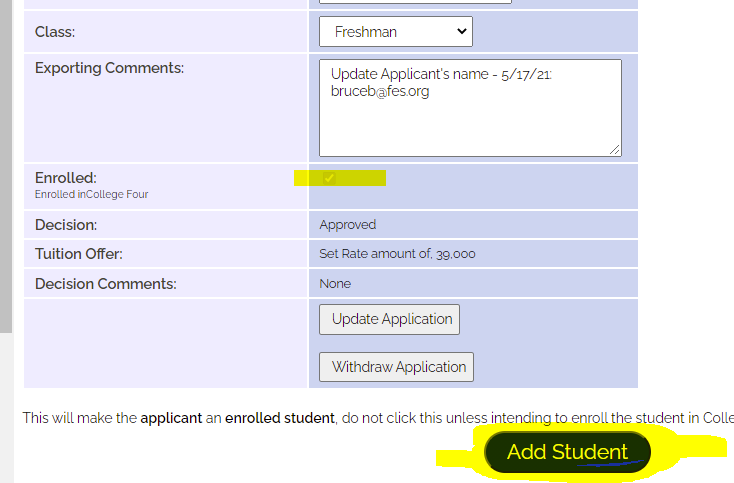 Class:
Freshman
Exporting Comments:
Update Applicant's name - 5/17/21:
bruceb@fes.org
Enrolled:
Enrolled inCollege Four
Decision:
Approved
Tuition Offer:
Set Rate amount of, 39,000
Decision Comments:
None
Update Application
Withdraw Application
This will make the applicant an enrolled student, do not click this unless intending to enroll the student in Colle
Add Student